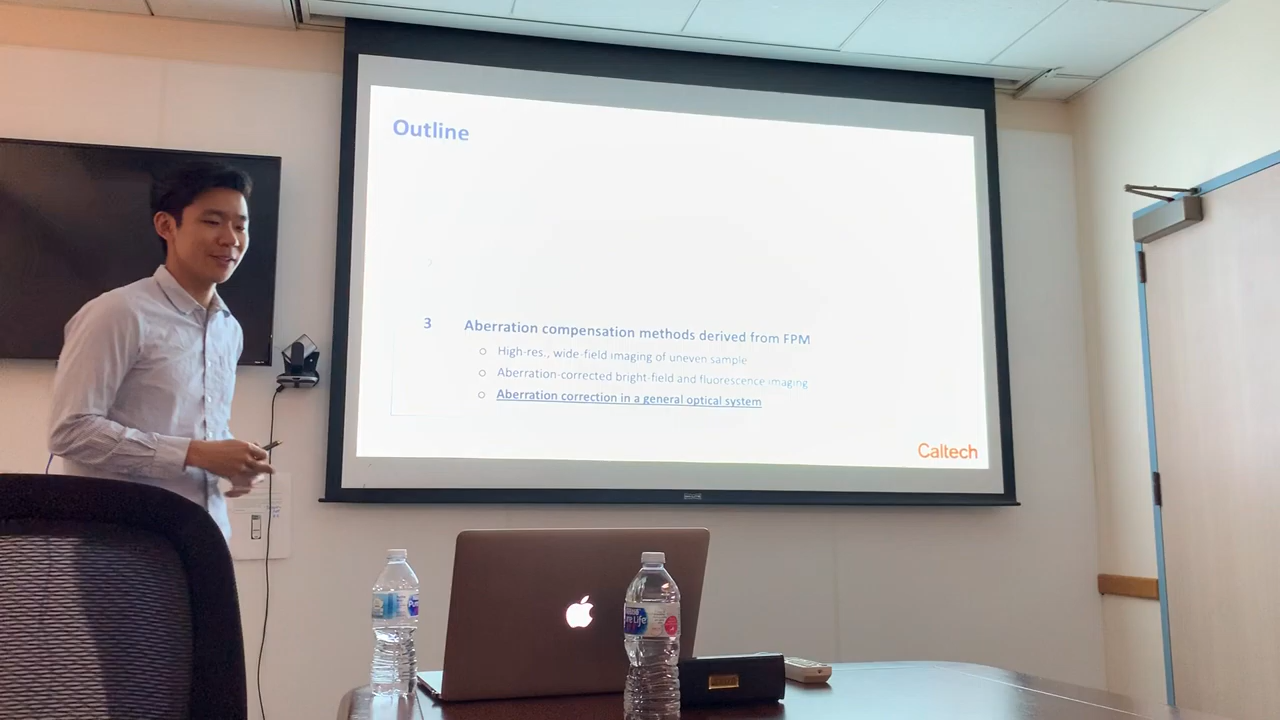 Outline
3 Aberration compensation methods derived from FPM
○ High-res., wide-field imaging of uneven sample
○ Aberration-corrected bright-field and fluorescence imaging
○ Aberration correction in a general optical system
Caltech
Life